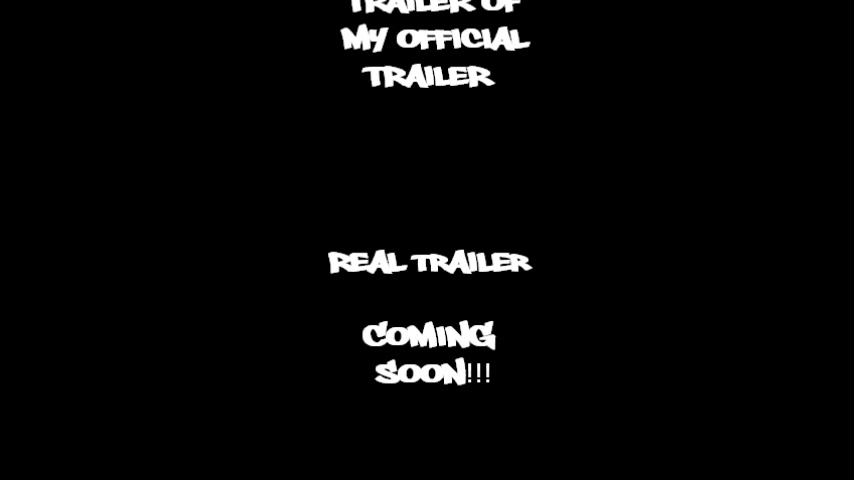 TRAILER OF
MY OFFICIAL
TRAILER
REAL TRAILER
COMING
SOON!!!